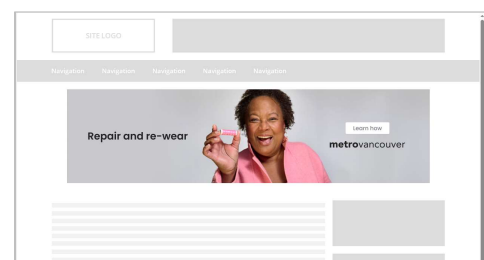 SITE LOGO
Navigation Navigation Navigation Navigation Navigation
Repair and re-wear
Learn how
metrovancouver